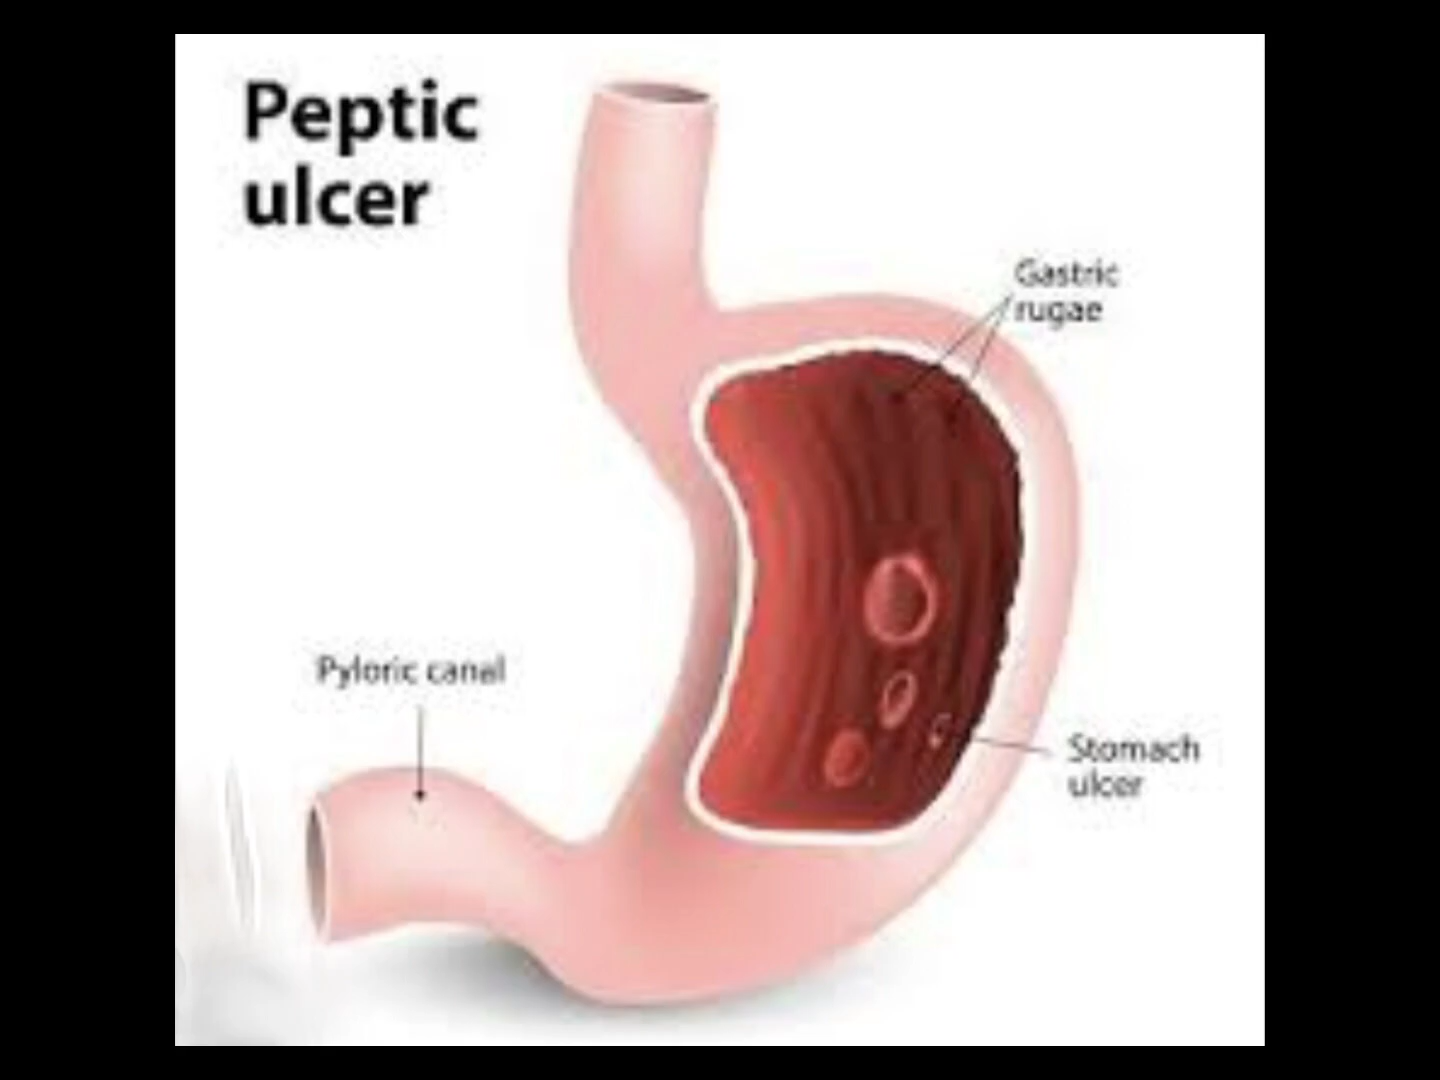 Peptic
ulcer
Gastric
rugae
Pyloric canal
Stomach
ulcer